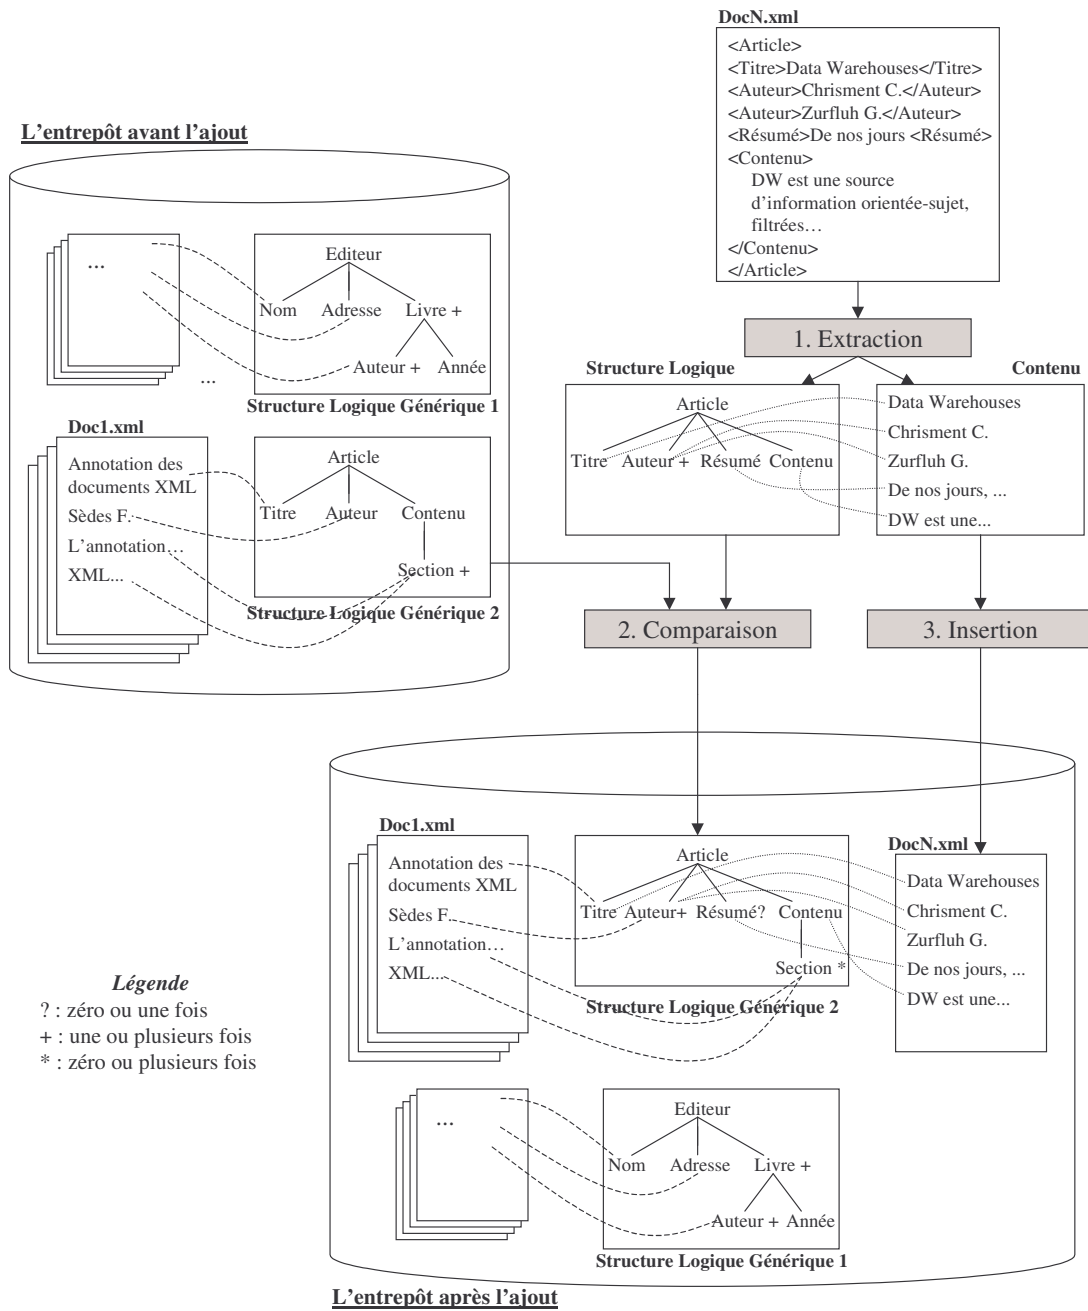 DocN.xml
<Article>
<Titre>Data Warehouses</Titre>
<Auteur>Chrisment C.</Auteur>
<Auteur>Zurfluh G.</Auteur>
<Résumé>De nos jours <Résumé>
<Contenu>
DW est une source
d'information orientée-sujet,
filtrées…
</Contenu>
</Article>
L'entrepôt avant l'ajout
...
Editeur
Nom Adresse Livre +
Auteur + Année
...
Structure Logique Générique 1
Doc1.xml
Annotation des
documents XML
Sèdes F.
L'annotation…
XML...
Article
Titre Auteur Contenu
Section +
Structure Logique Générique 2
1. Extraction
Structure Logique
Article
Titre Auteur + Résumé Contenu
Contenu
Data Warehouses
Chrisment C.
Zurfluh G.
De nos jours, ...
DW est une...
2. Comparaison
3. Insertion
Doc1.xml
Annotation des
documents XML
Sèdes F.
L'annotation…
XML...
Article
Titre Auteur+ Résumé? Contenu
Section *
Structure Logique Générique 2
DocN.xml
Data Warehouses
Chrisment C.
Zurfluh G.
De nos jours, ...
DW est une...
Légende
? : zéro ou une fois
+ : une ou plusieurs fois
* : zéro ou plusieurs fois
...
Editeur
Nom Adresse Livre +
Auteur + Année
Structure Logique Générique 1
L'entrepôt après l'ajout